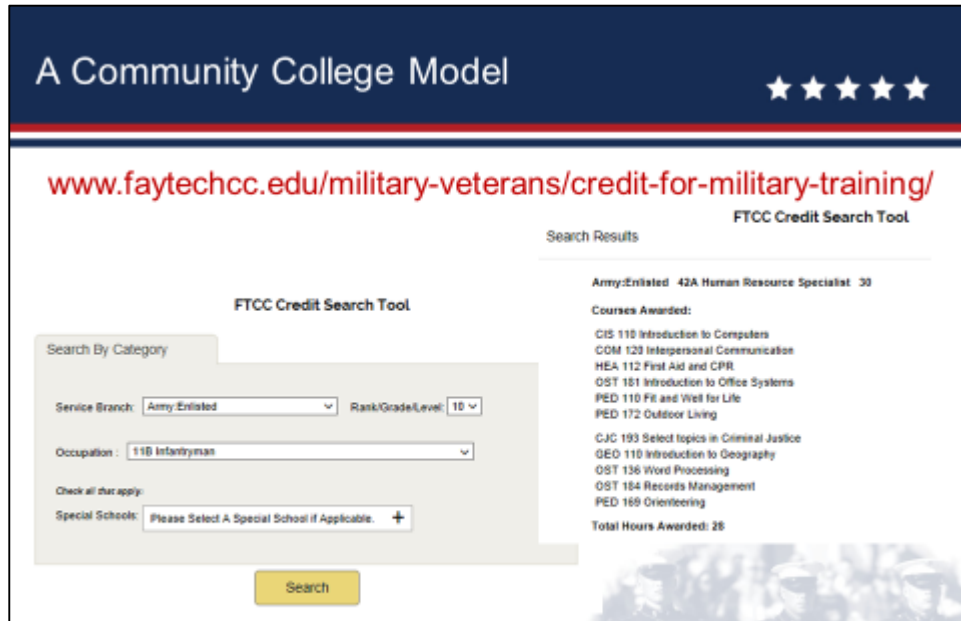 A Community College Model
www.faytechcc.edu/military-veterans/credit-for-military-training/
FTCC Credit Search Tool
Search By Category
Service Branch: Army:Enlisted Rank/Grade/Level: 10
Occupation : 11B Infantryman
Check all that apply:
Special Schools: Please Select A Special School if Applicable. +
Search
FTCC Credit Search Tool
Search Results
Army:Enlisted 42A Human Resource Specialist 30
Courses Awarded:
CIS 110 Introduction to Computers
COM 120 Interpersonal Communication
HEA 112 First Aid and CPR
OST 181 Introduction to Office Systems
PED 110 Fit and Well for Life
PED 172 Outdoor Living
CJC 193 Select topics in Criminal Justice
GEO 110 Introduction to Geography
OST 136 Word Processing
OST 184 Records Management
PED 169 Orienteering
Total Hours Awarded: 28